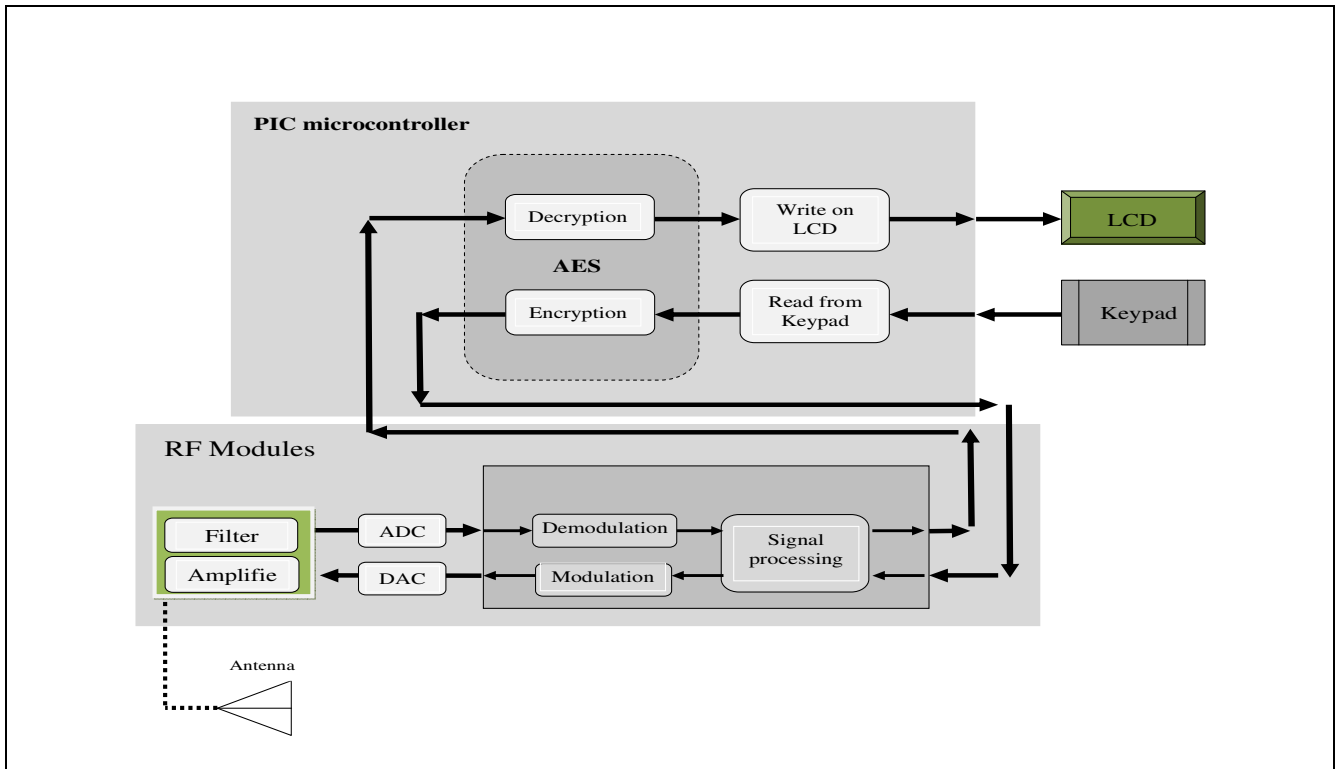 PIC microcontroller
Decryption
Write on
LCD
LCD
AES
Encryption
Read from
Keypad
Keypad
RF Modules
Filter
Amplifie
ADC
DAC
Demodulation
Modulation
Signal
processing
Antenna